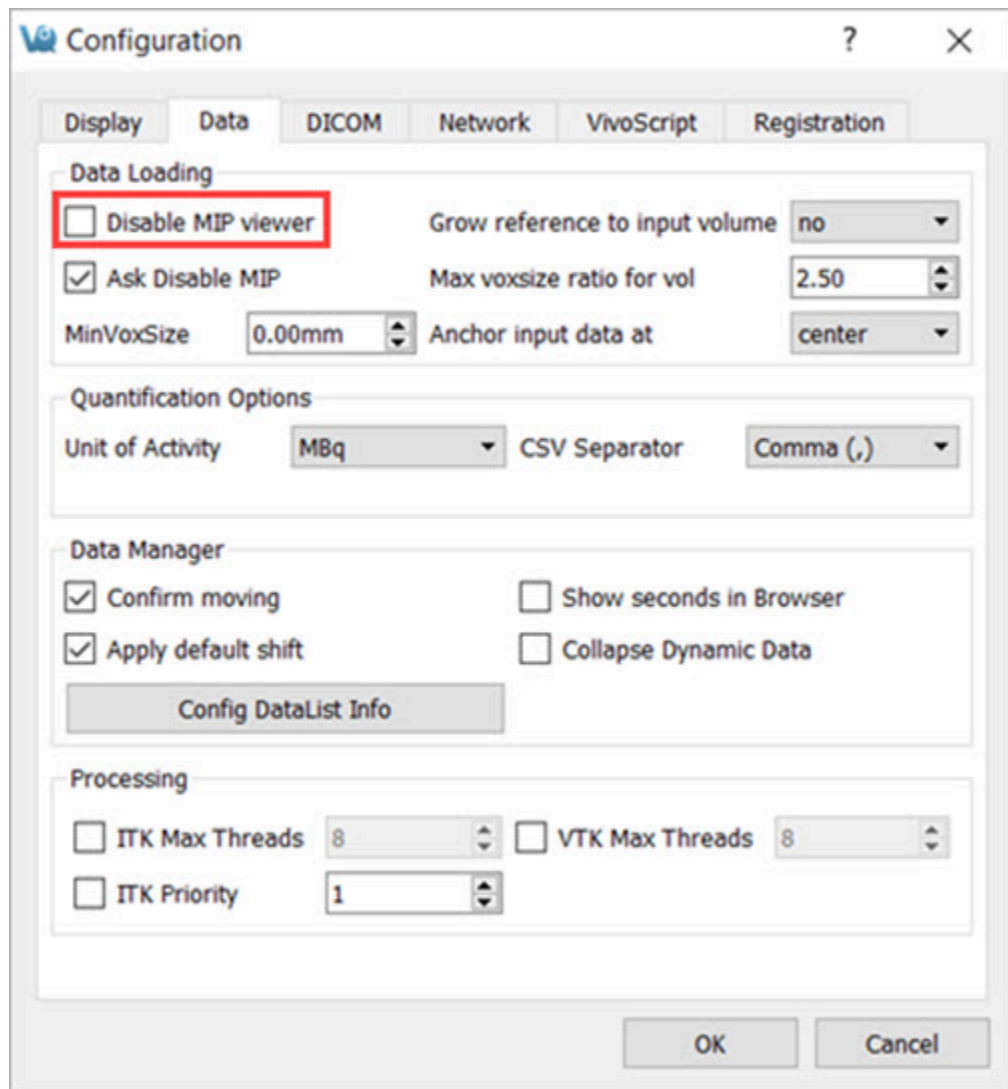 VQ Configuration ? ×
Display Data DICOM Network VivoScript Registration
Data Loading
Disable MIP viewer Grow reference to input volume no
Ask Disable MIP Max voxsize ratio for vol 2.50
MinVoxSize 0.00mm Anchor input data at center
Quantification Options
Unit of Activity MBq CSV Separator Comma (,)
Data Manager
Confirm moving Show seconds in Browser
Apply default shift Collapse Dynamic Data
Config DataList Info
Processing
ITK Max Threads 8 VTK Max Threads 8
ITK Priority 1
OK Cancel